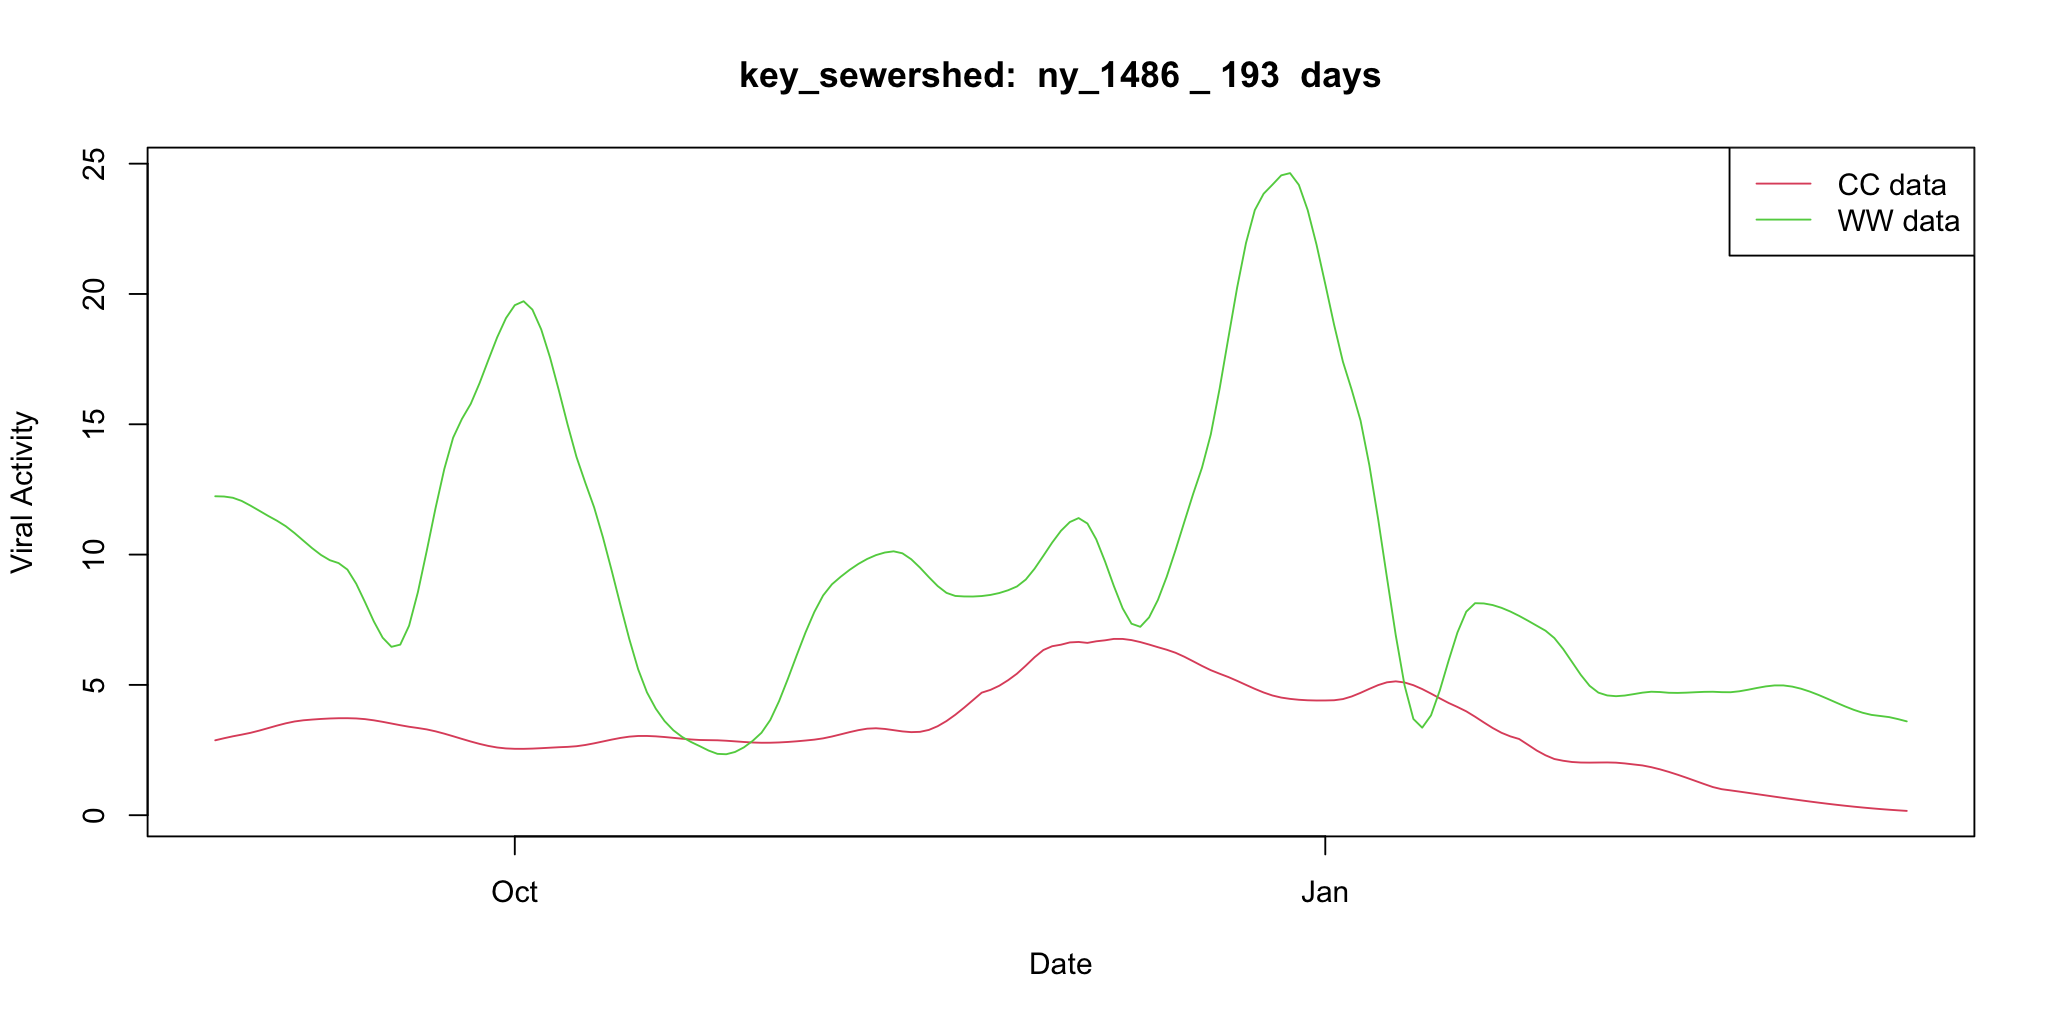 key_sewershed:  ny_1486 _ 193  days
25
20
15
10
5
0
Viral Activity
CC data
WW data
Oct
Jan
Date